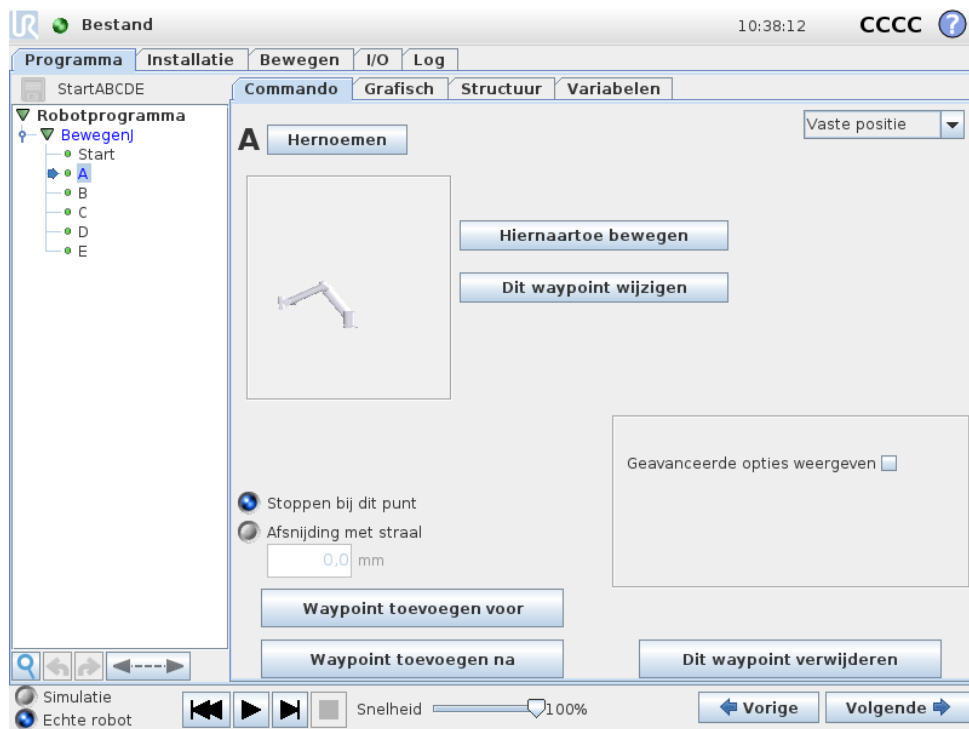 UR Bestand 10:38:12 CCCC ?
Programma Installatie Bewegen I/O Log
StartABCDE
Commando Grafisch Structuur Variabelen
Robotprogramma
BewegenJ
Start
A
B
C
D
E
A Hernoemen
Vaste positie
Hiernaartoe bewegen
Dit waypoint wijzigen
Geavanceerde opties weergeven
Stoppen bij dit punt
Afsnijding met straal
0,0 mm
Waypoint toevoegen voor
Waypoint toevoegen na
Dit waypoint verwijderen
Simulatie
Echte robot
Snelheid 100%
Vorige Volgende